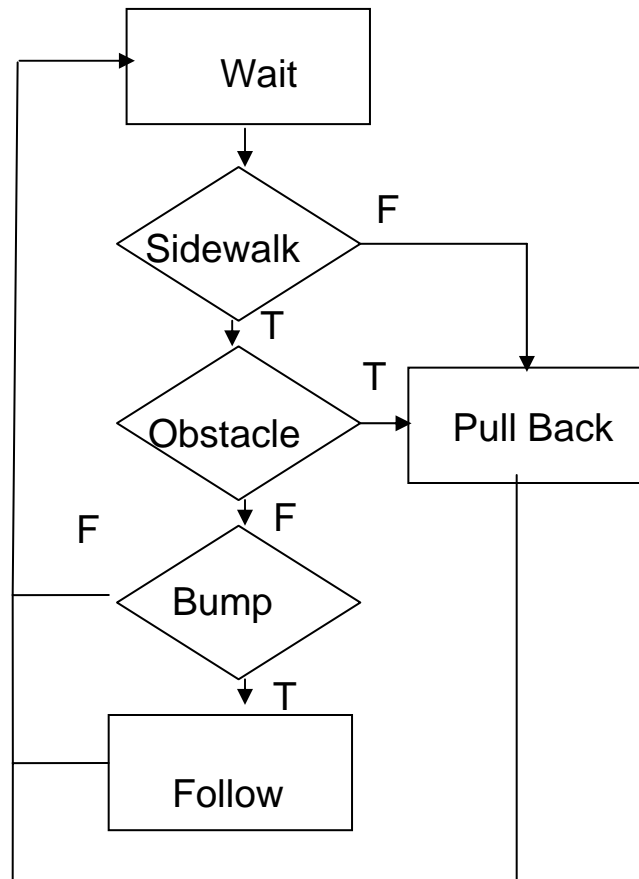 Wait
F
Sidewalk
T
T
Obstacle
Pull Back
F
F
Bump
T
Follow